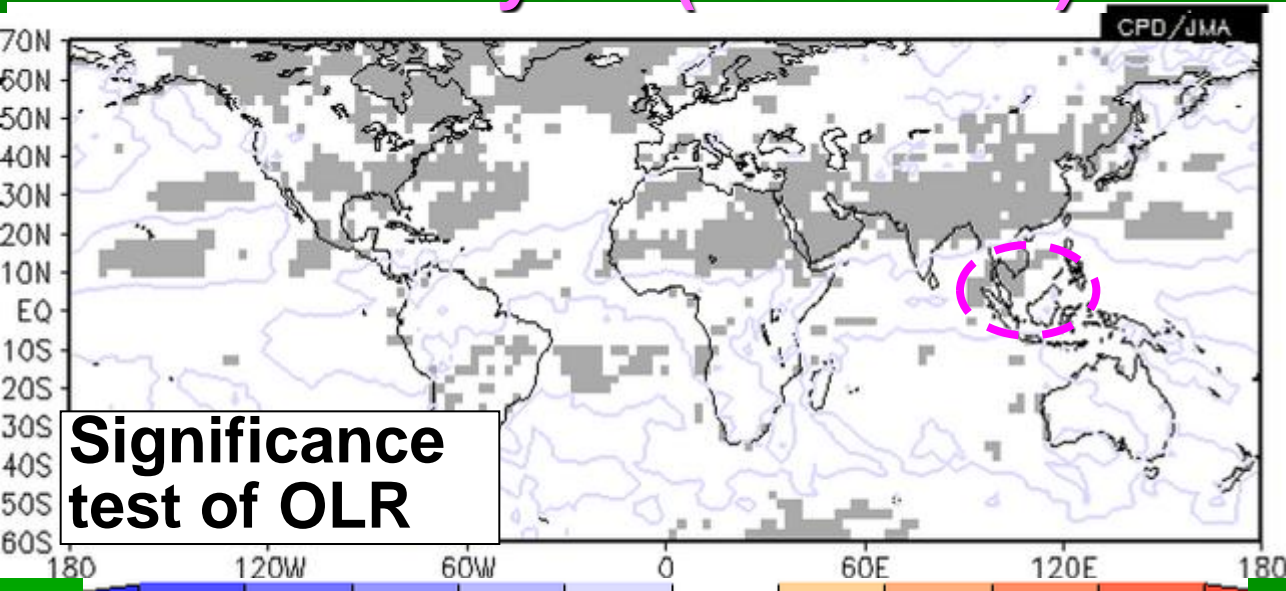 CPD/JMA
70N
60N
50N
40N
30N
20N
10N
EQ
10S
20S
30S
40S
50S
60S
Significance
test of OLR
180 120W 60W 0 60E 120E 180